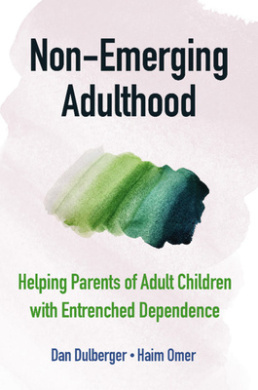 Non-Emerging
Adulthood
Helping Parents of Adult Children
with Entrenched Dependence
Dan Dulberger • Haim Omer